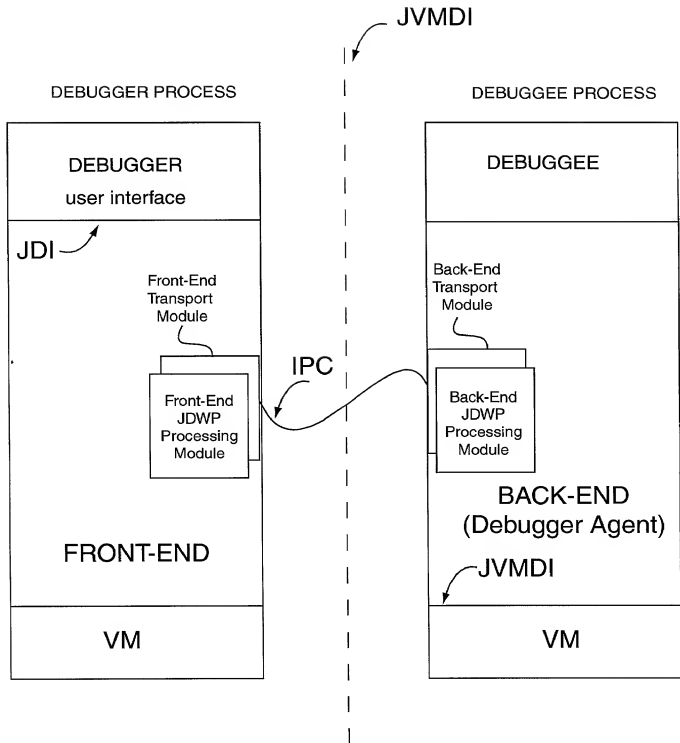 JVMDI
DEBUGGER PROCESS
DEBUGGEE PROCESS
DEBUGGER
user interface
DEBUGGEE
JDI
Front-End
Transport
Module
Back-End
Transport
Module
IPC
Front-End
JDWP
Processing
Module
Back-End
JDWP
Processing
Module
BACK-END
(Debugger Agent)
FRONT-END
JVMDI
VM
VM